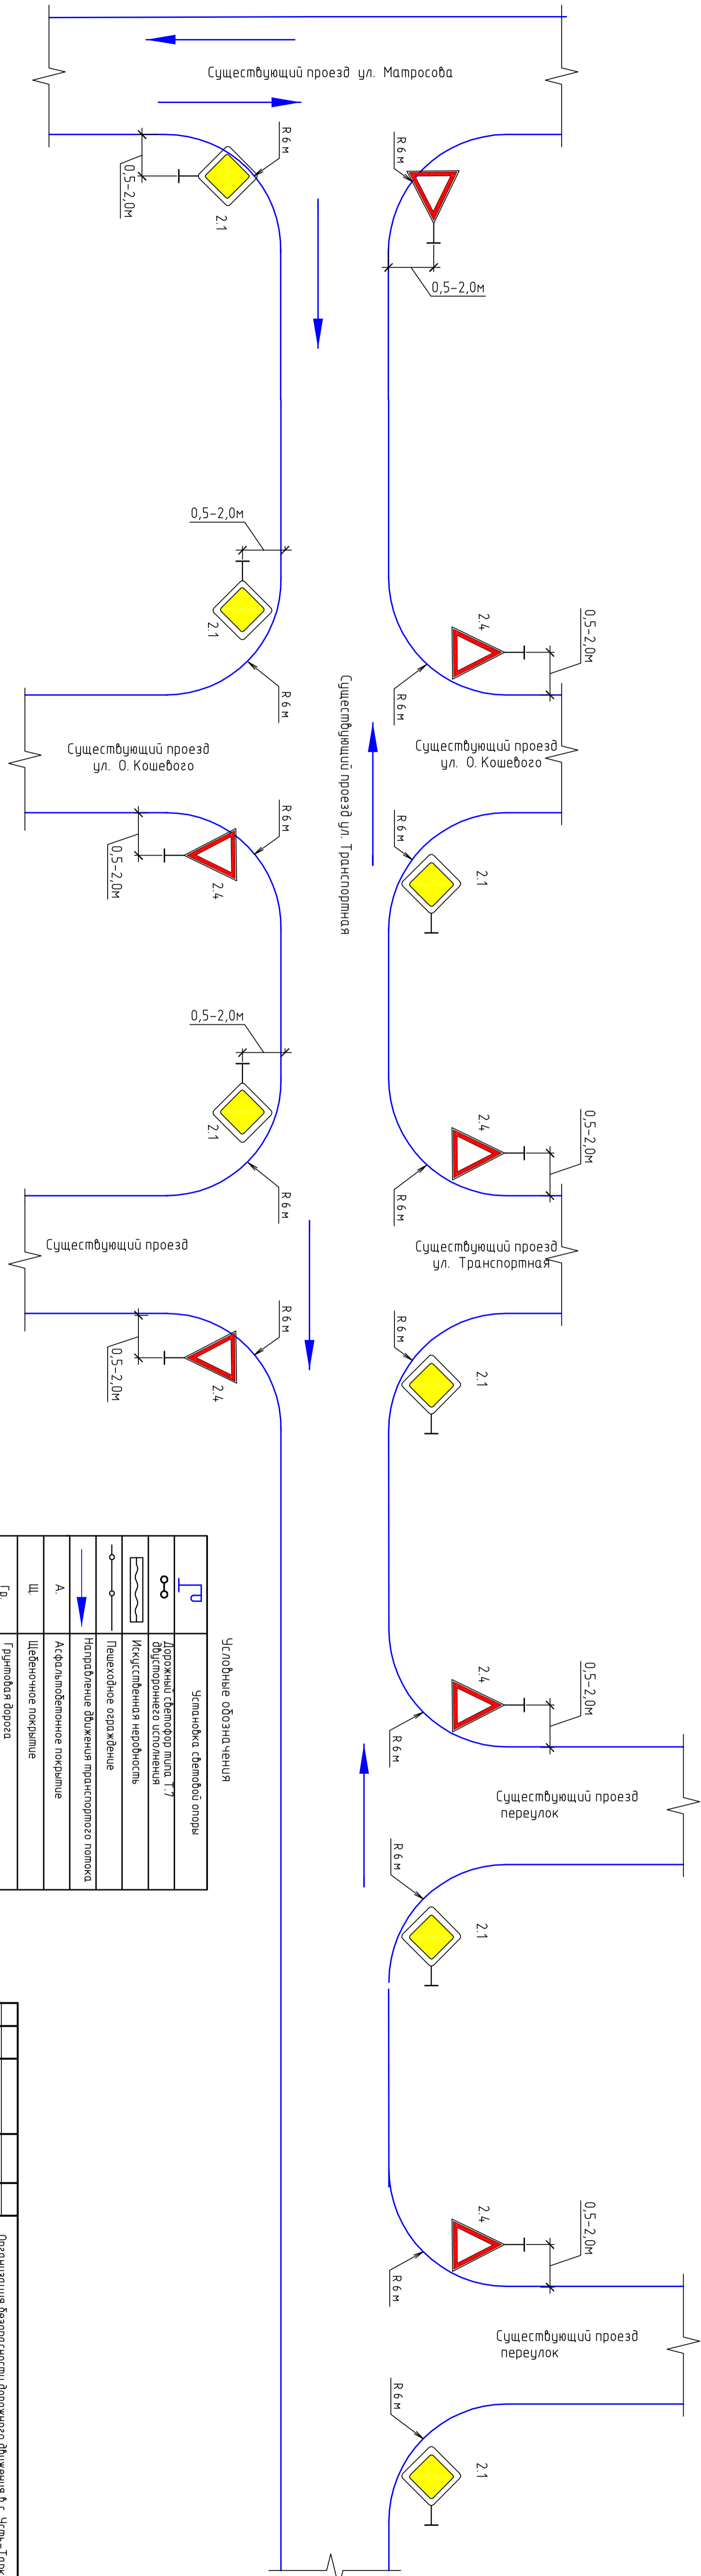 Существующий проезд ул. Матросова
R 6 м
R 6 м
0,5-2,0м
2.1
0,5-2,0м
0,5-2,0м
2.1
R 6 м
2.4
0,5-2,0м
R 6 м
Существующий проезд ул. Транспортная
Существующий проезд
ул. О. Кошевого
Существующий проезд
ул. О. Кошевого
R 6 м
0,5-2,0м
2.4
R 6 м
2.1
0,5-2,0м
2.1
R 6 м
2.4
0,5-2,0м
R 6 м
Существующий проезд
Существующий проезд
ул. Транспортная
R 6 м
0,5-2,0м
2.4
R 6 м
2.1
Условные обозначения
Установка световой опоры
Дорожный светофор типа Т.7
двустороннего исполнения
Искусственная неровность
Пешеходное ограждение
Направление движения транспортого потока
А.
Асфальтобетонное покрытие
Щ.
Щебеночное покрытие
Гр.
Грунтовая дорога
2.4
0,5-2,0м
R 6 м
Существующий проезд
переулок
R 6 м
2.1
2.4
0,5-2,0м
R 6 м
Существующий проезд
переулок
R 6 м
2.1
Организация безопасности дорожного движения в с. Усть-Тарк